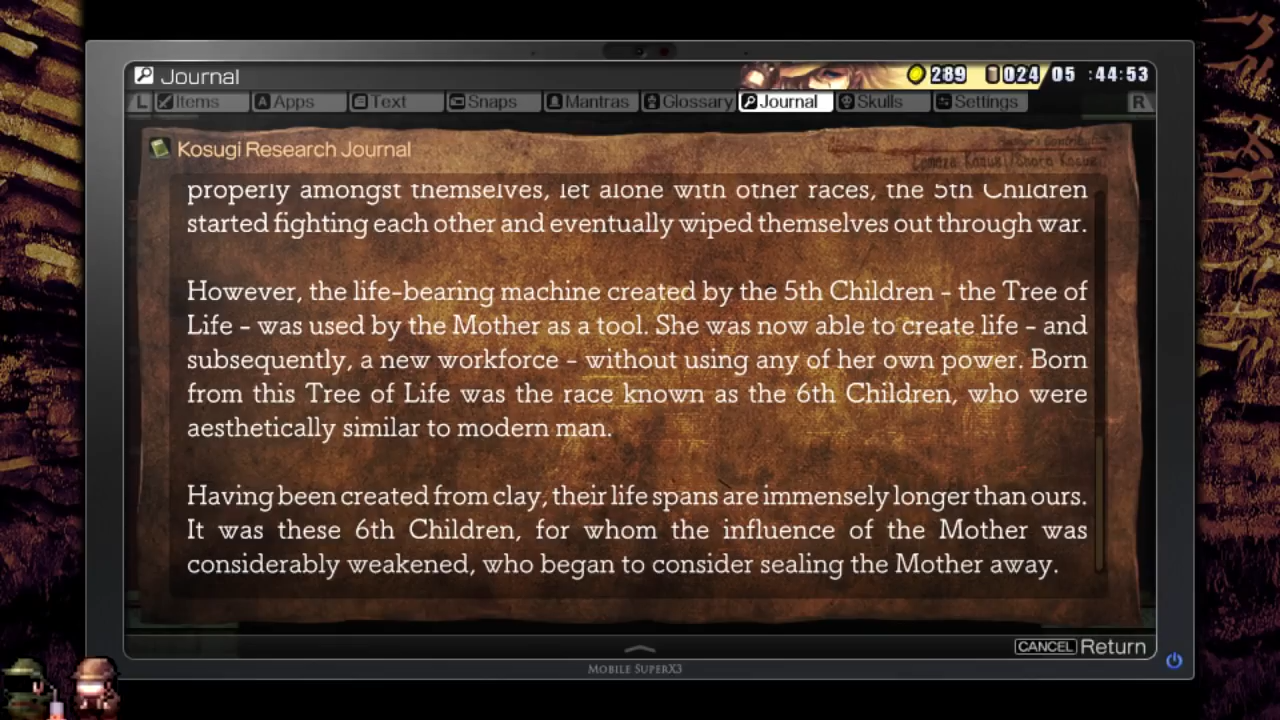 Journal
289 024 05 :44:53
L Items Apps Text Snaps Mantras Glossary Journal Skulls Settings R
Kosugi Research Journal
properly amongst themselves, let alone with other races, the 5th Children
started fighting each other and eventually wiped themselves out through war.
However, the life-bearing machine created by the 5th Children - the Tree of
Life - was used by the Mother as a tool. She was now able to create life - and
subsequently, a new workforce - without using any of her own power. Born
from this Tree of Life was the race known as the 6th Children, who were
aesthetically similar to modern man.
Having been created from clay, their life spans are immensely longer than ours.
It was these 6th Children, for whom the influence of the Mother was
considerably weakened, who began to consider sealing the Mother away.
CANCEL Return
MOBILE SUPERX3